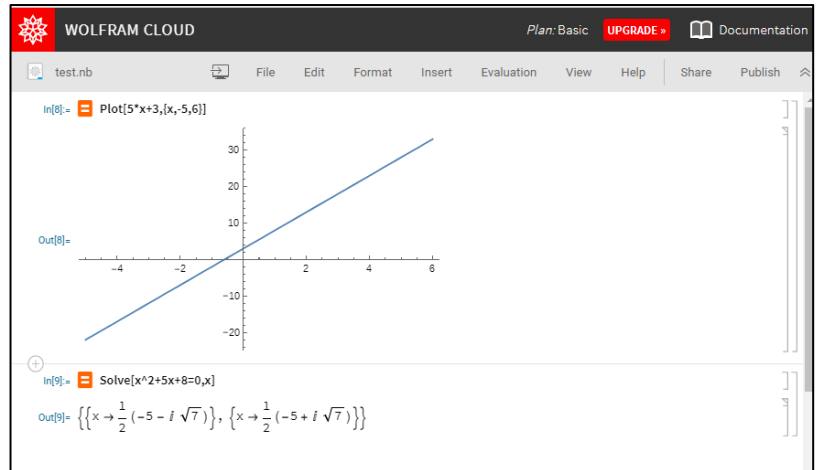 WOLFRAM CLOUD Plan: Basic UPGRADE » Documentation
test.nb File Edit Format Insert Evaluation View Help Share Publish
In[8]:= Plot[5*x+3,{x,-5,6}]
30
20
10
Out[8]=
-4 -2 2 4 6
-10
-20
In[9]:= Solve[x^2+5x+8=0,x]
Out[9]= {{x → 1/2 (-5 - i √7)}, {x → 1/2 (-5 + i √7)}}